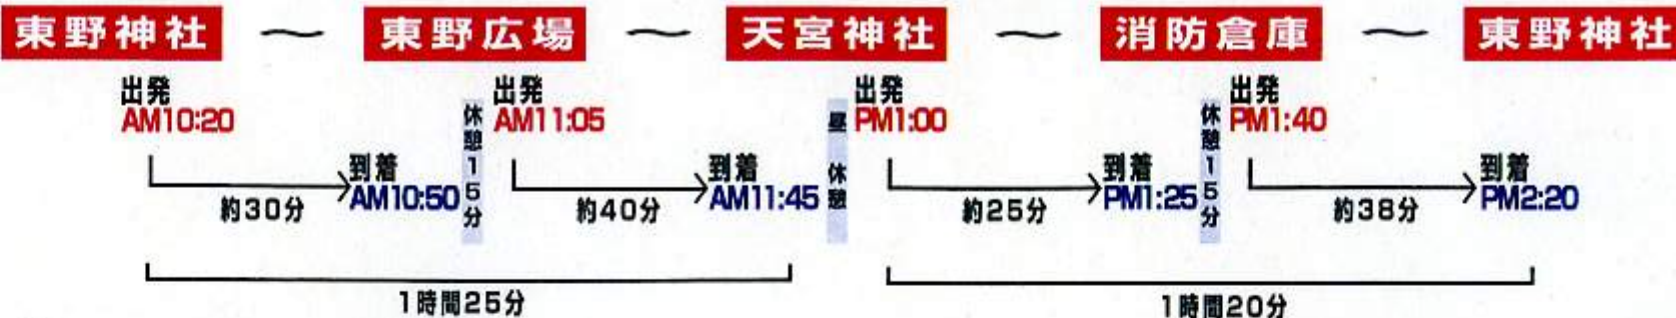 東野神社 〜 東野広場 〜 天宮神社 〜 消防倉庫 〜 東野神社
出発
AM10:20
約30分
到着
AM10:50
休憩15分
出発
AM11:05
約40分
到着
AM11:45
昼休憩
出発
PM1:00
約25分
到着
PM1:25
休憩15分
出発
PM1:40
約38分
到着
PM2:20
1時間25分
1時間20分